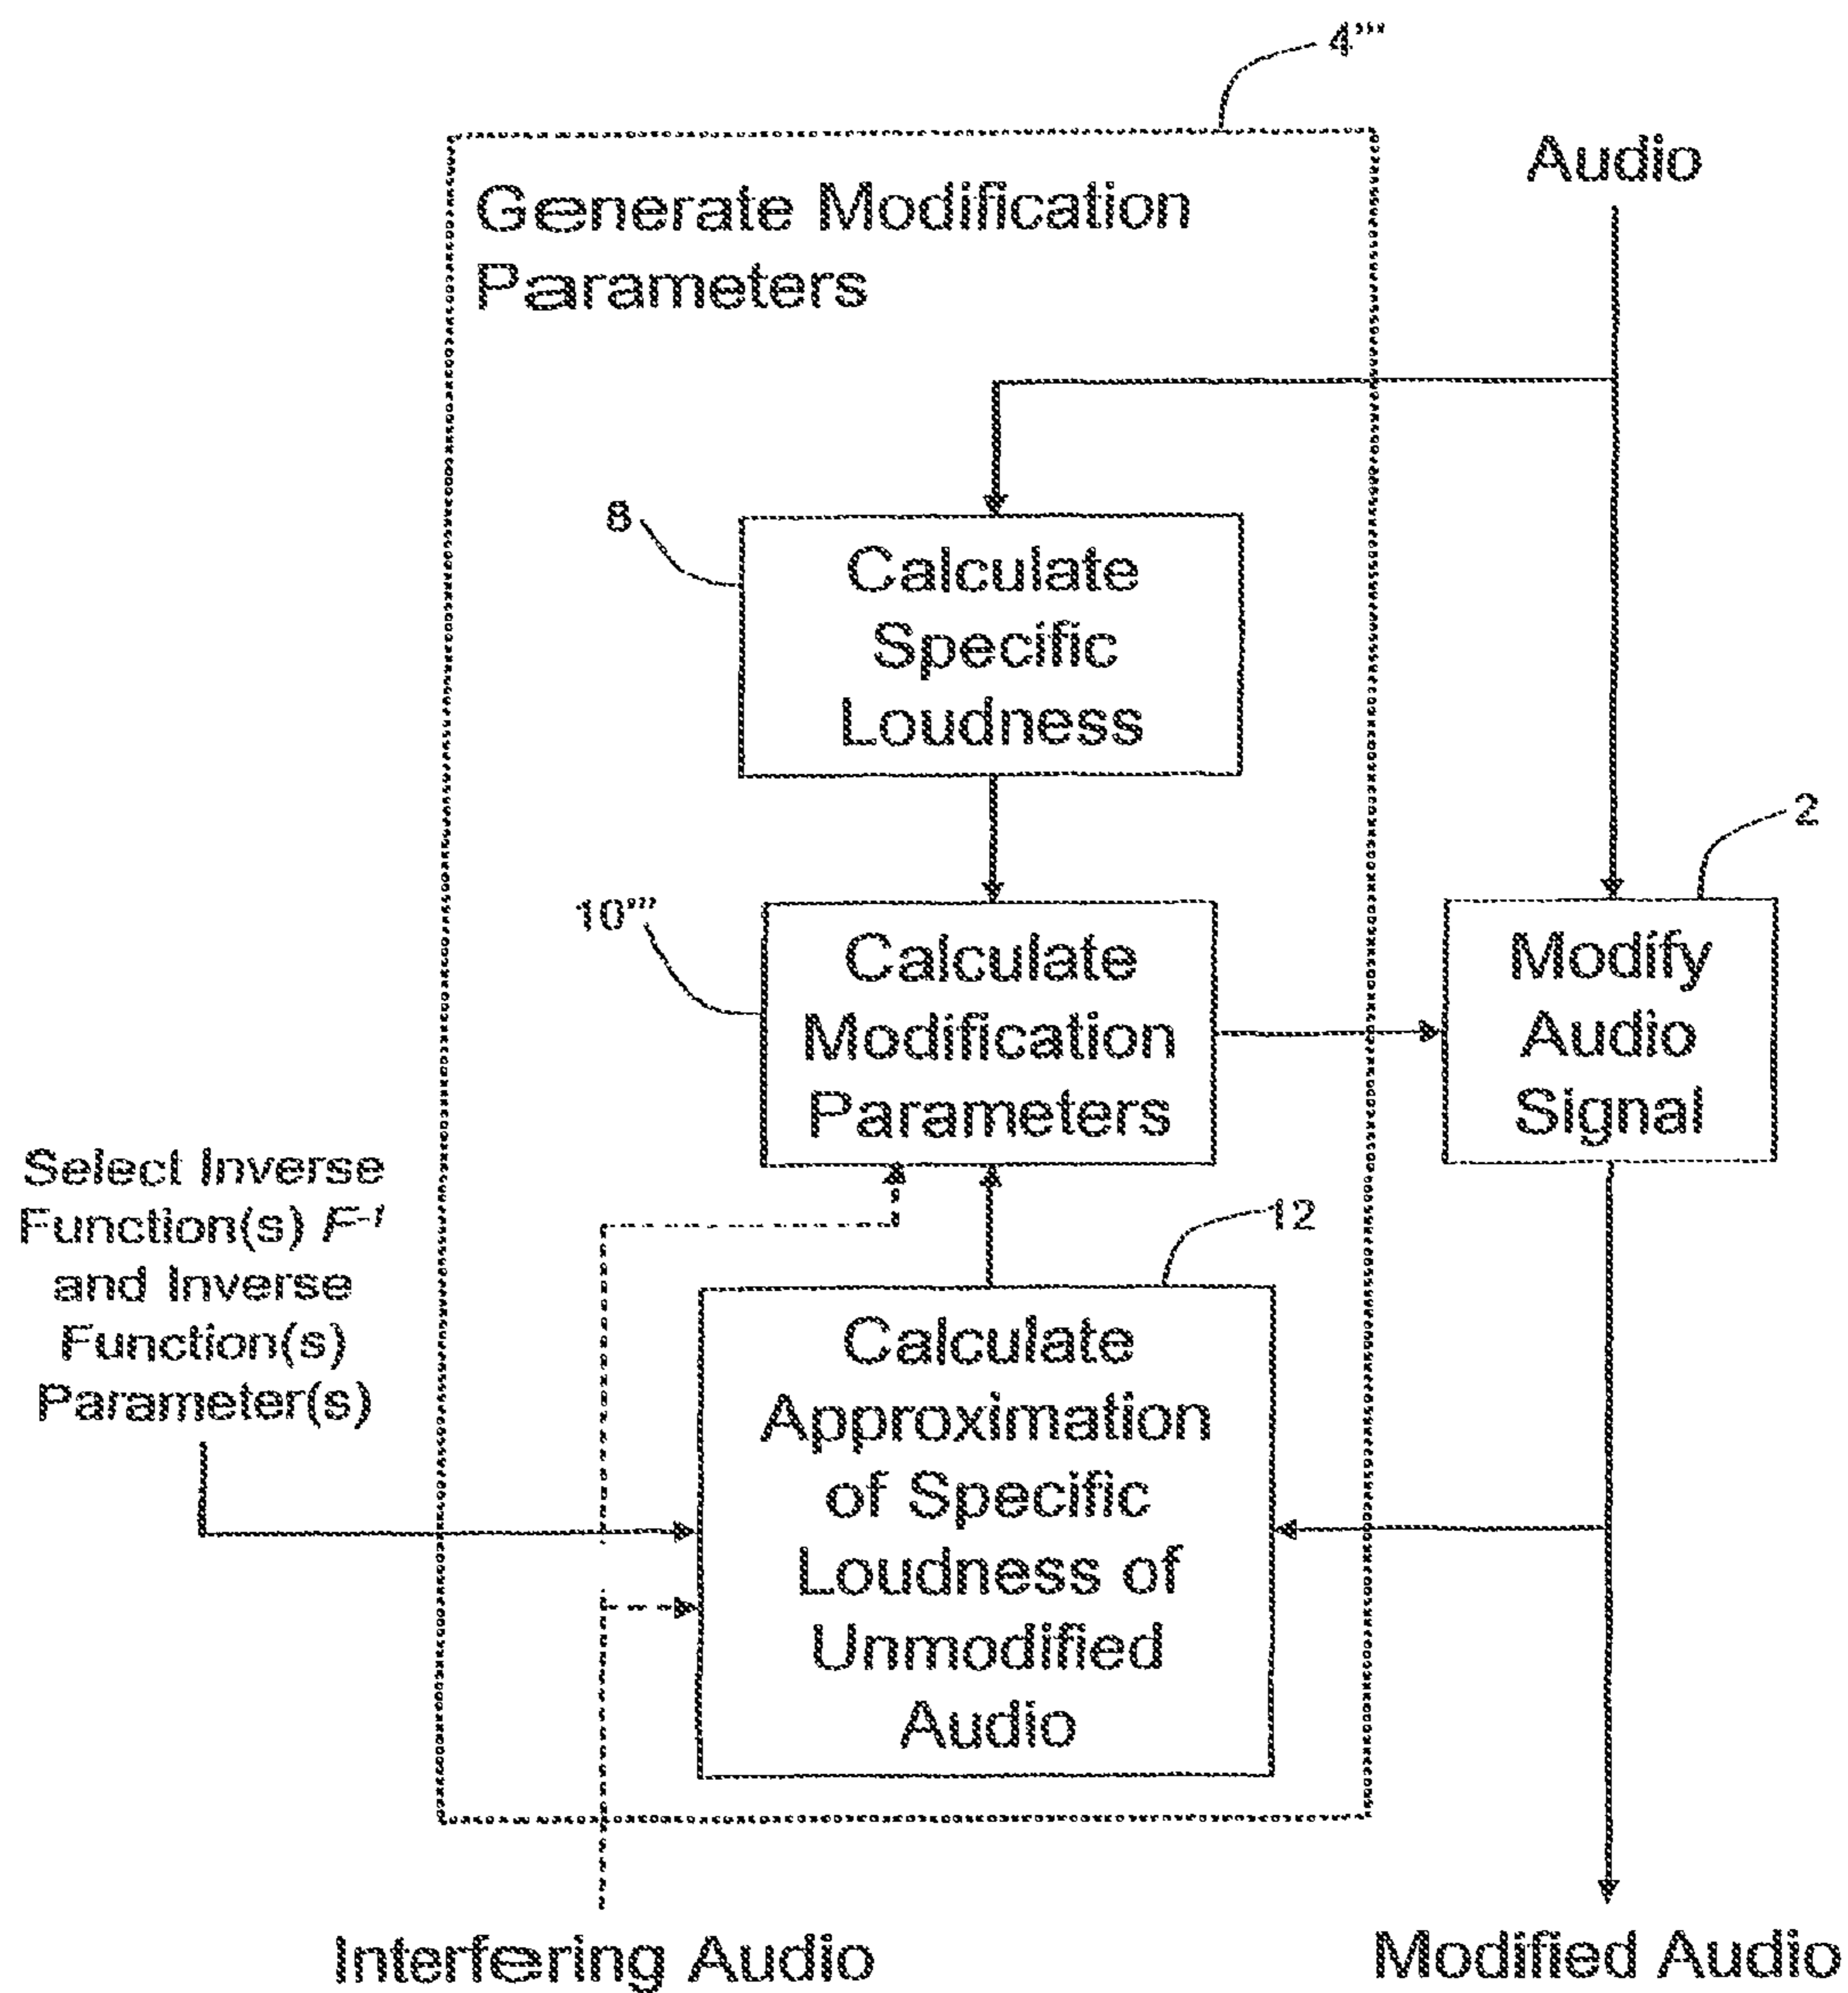 4''''
Audio
Generate Modification
Parameters
8
Calculate
Specific
Loudness
2
10''''
Calculate
Modification
Parameters
Modify
Audio
Signal
Select Inverse
Function(s) F-1
and Inverse
Function(s)
Parameter(s)
12
Calculate
Approximation
of Specific
Loudness of
Unmodified
Audio
Interfering Audio
Modified Audio